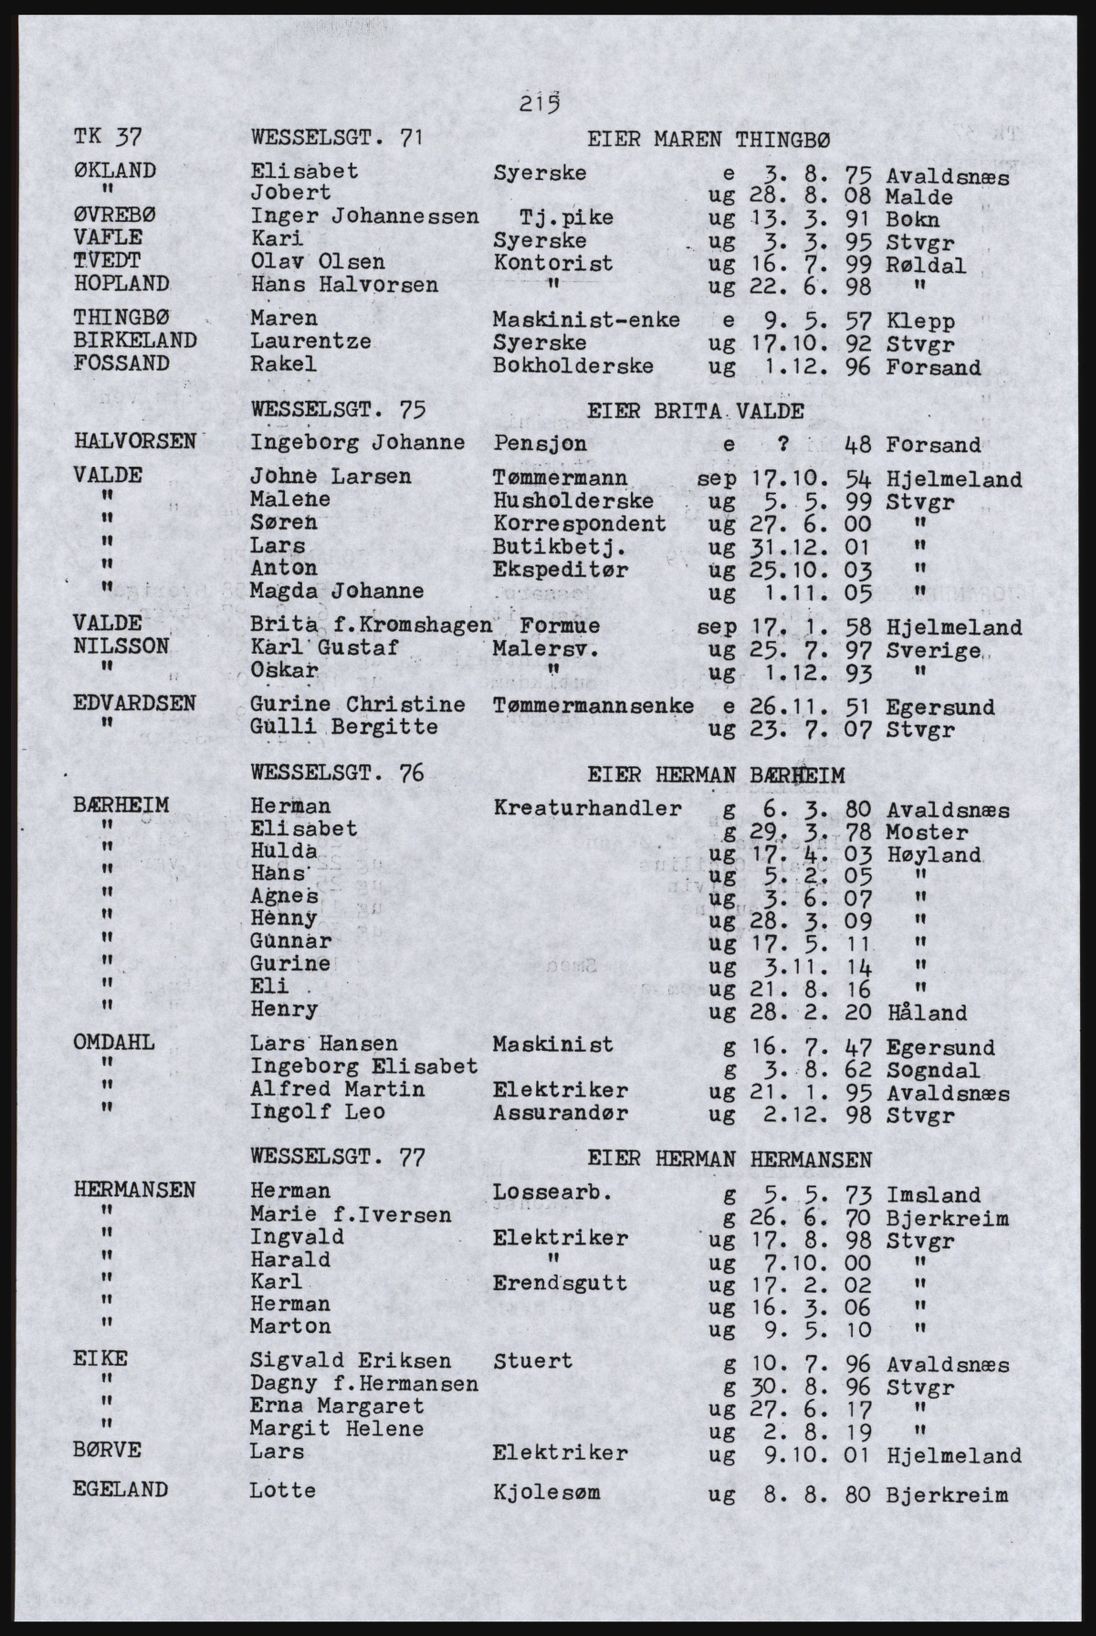 215
TK 37 WESSELSGT. 71 EIER MAREN THINGBØ
ØKLAND Elisabet Syerske e 3. 8. 75 Avaldsnæs
" Jobert ug 28. 8. 08 Malde
ØVREBØ Inger Johannessen Tj.pike ug 13. 3. 91 Bokn
VAFLE Kari Syerske ug 3. 3. 95 Stvgr
TVEDT Olav Olsen Kontorist ug 16. 7. 99 Røldal
HOPLAND Hans Halvorsen " ug 22. 6. 98 "
THINGBØ Maren Maskinist-enke e 9. 5. 57 Klepp
BIRKELAND Laurentze Syerske ug 17.10. 92 Stvgr
FOSSAND Rakel Bokholderske ug 1.12. 96 Forsand
WESSELSGT. 75 EIER BRITA VALDE
HALVORSEN Ingeborg Johanne Pensjon e ? 48 Forsand
VALDE Johne Larsen Tømmermann sep 17.10. 54 Hjelmeland
" Malene Husholderske ug 5. 5. 99 Stvgr
" Søren Korrespondent ug 27. 6. 00 "
" Lars Butikbetj. ug 31.12. 01 "
" Anton Ekspeditør ug 25.10. 03 "
" Magda Johanne ug 1.11. 05 "
VALDE Brita f.Kromshagen Formue sep 17. 1. 58 Hjelmeland
NILSSON Karl Gustaf Malersv. ug 25. 7. 97 Sverige
" Oskar " ug 1.12. 93 "
EDVARDSEN Gurine Christine Tømmermannsenke e 26.11. 51 Egersund
" Gulli Bergitte ug 23. 7. 07 Stvgr
WESSELSGT. 76 EIER HERMAN BÆRHEIM
BÆRHEIM Herman Kreaturhandler g 6. 3. 80 Avaldsnæs
" Elisabet g 29. 3. 78 Moster
" Hulda ug 17. 4. 03 Høyland
" Hans ug 5. 2. 05 "
" Agnes ug 3. 6. 07 "
" Henny ug 28. 3. 09 "
" Gunnar ug 17. 5. 11 "
" Gurine ug 3.11. 14 "
" Eli ug 21. 8. 16 "
" Henry ug 28. 2. 20 Håland
OMDAHL Lars Hansen Maskinist g 16. 7. 47 Egersund
" Ingeborg Elisabet g 3. 8. 62 Sogndal
" Alfred Martin Elektriker ug 21. 1. 95 Avaldsnæs
" Ingolf Leo Assurandør ug 2.12. 98 Stvgr
WESSELSGT. 77 EIER HERMAN HERMANSEN
HERMANSEN Herman Lossearb. g 5. 5. 73 Imsland
" Marie f.Iversen g 26. 6. 70 Bjerkreim
" Ingvald Elektriker ug 17. 8. 98 Stvgr
" Harald " ug 7.10. 00 "
" Karl Erendsgutt ug 17. 2. 02 "
" Herman ug 16. 3. 06 "
" Marton ug 9. 5. 10 "
EIKE Sigvald Eriksen Stuert g 10. 7. 96 Avaldsnæs
" Dagny f.Hermansen g 30. 8. 96 Stvgr
" Erna Margaret ug 27. 6. 17 "
" Margit Helene ug 2. 8. 19 "
BØRVE Lars Elektriker ug 9.10. 01 Hjelmeland
EGELAND Lotte Kjolesøm ug 8. 8. 80 Bjerkreim